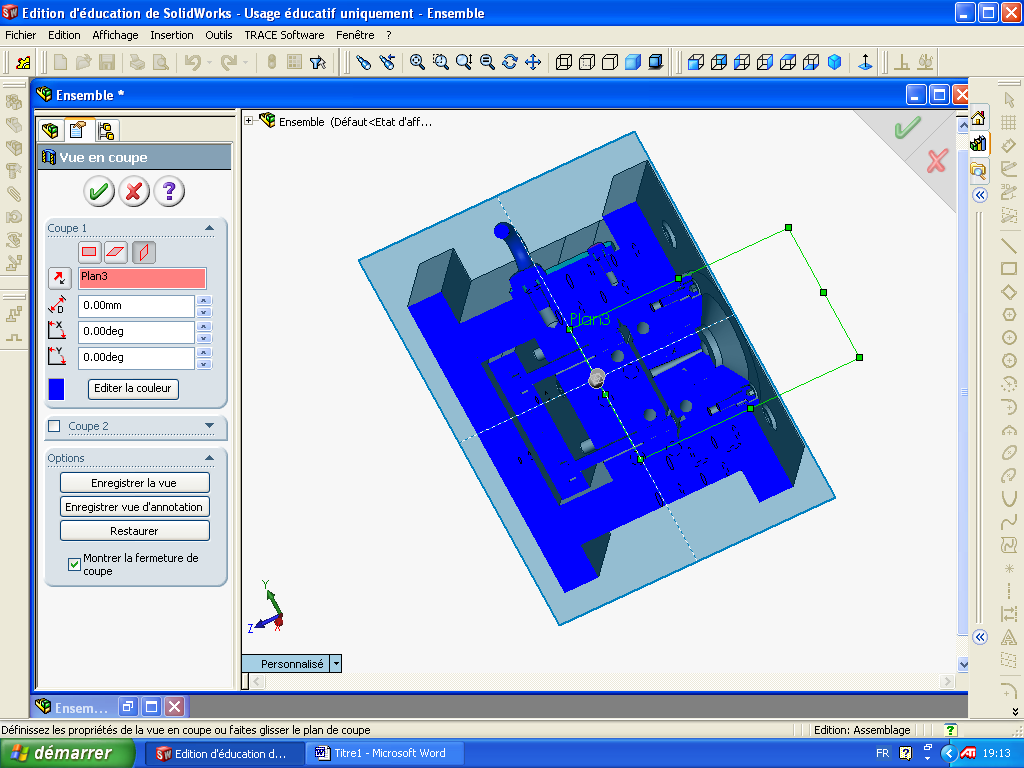 Edition d'éducation de SolidWorks - Usage éducatif uniquement - Ensemble
Fichier Edition Affichage Insertion Outils TRACE Software Fenêtre ?
Ensemble *
Ensemble (Défaut<Etat d'aff...
Vue en coupe
Coupe 1
Plan3
D 0.00mm
X 0.00deg
Y 0.00deg
Editer la couleur
Coupe 2
Options
Enregistrer la vue
Enregistrer vue d'annotation
Restaurer
Montrer la fermeture de
coupe
Plan3
Y
Z
X
Personnalisé
Ensem...
Définissez les propriétés de la vue en coupe ou faites glisser le plan de coupe
Edition: Assemblage
?
démarrer
Edition d'éducation d...
Titre1 - Microsoft Word
FR
19:13